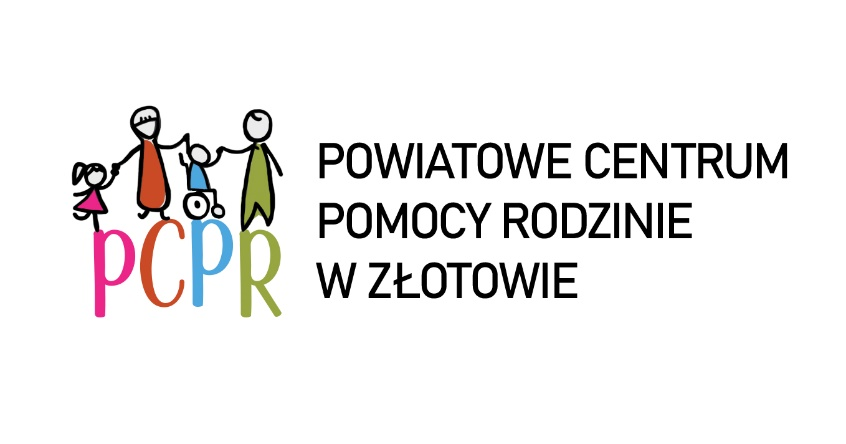 PCPR
POWIATOWE CENTRUM
POMOCY RODZINIE
W ZŁOTOWIE